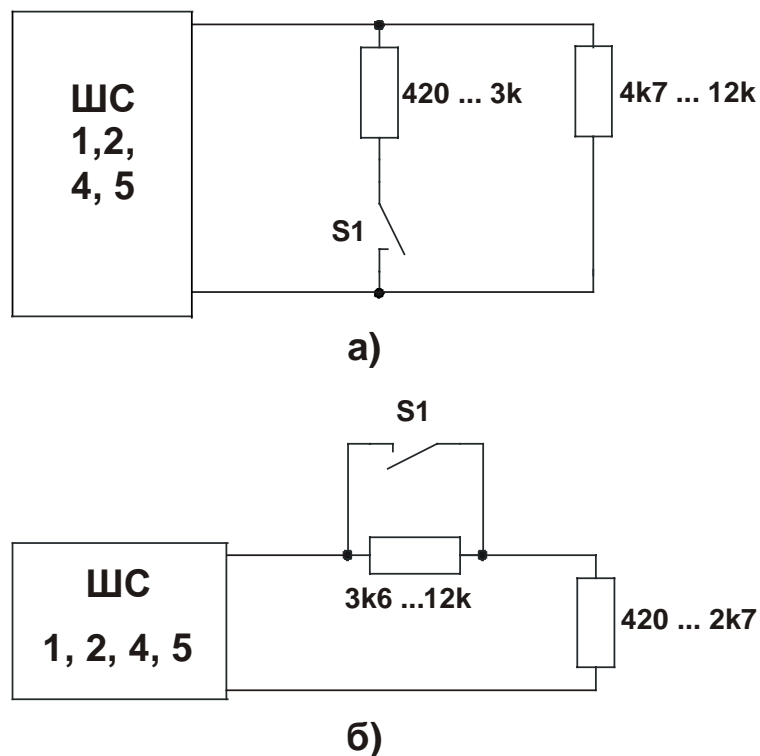 ШС
1,2,
4, 5
420 ... 3k
4k7 ... 12k
S1
а)
S1
ШС
1, 2, 4, 5
3k6 ...12k
420 ... 2k7
б)